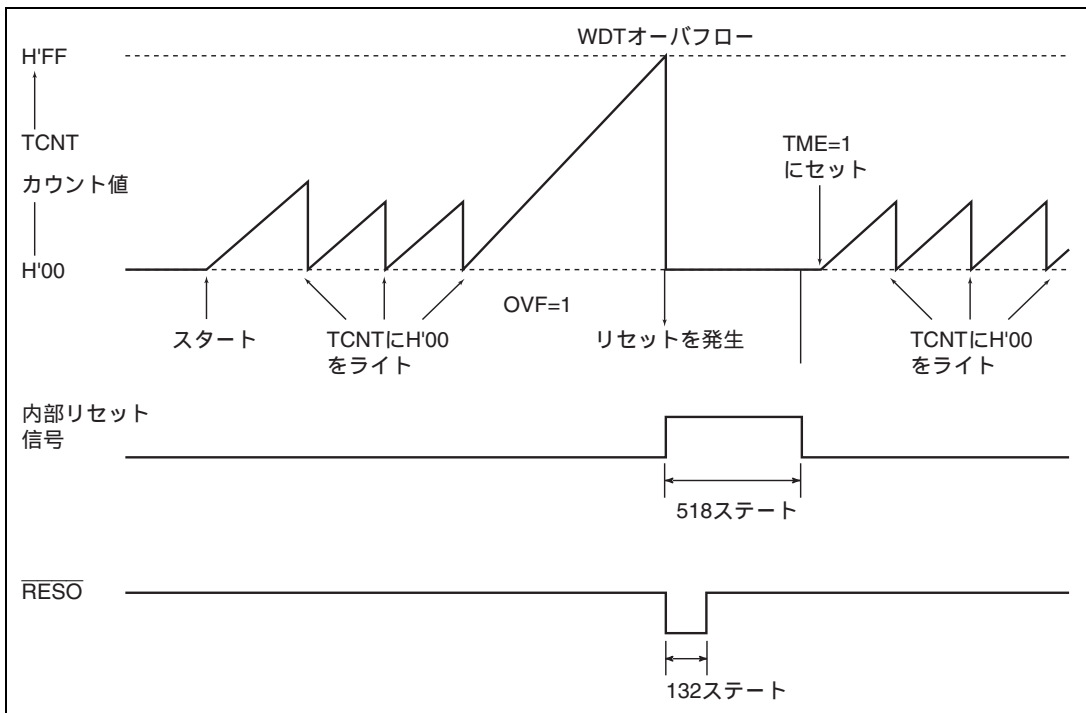 WDTオーバフロー
H'FF
TCNT
カウント値
H'00
TME=1
にセット
OVF=1
スタート
TCNTにH'00
をライト
リセットを発生
TCNTにH'00
をライト
内部リセット
信号
518ステート
RESO
132ステート